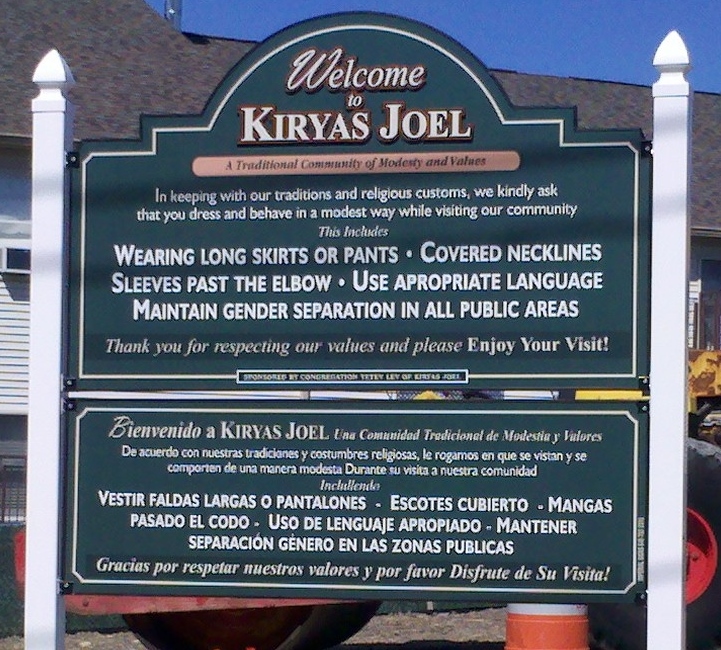 Welcome
to
KIRYAS JOEL
A Traditional Community of Modesty and Values
In keeping with our traditions and religious customs, we kindly ask
that you dress and behave in a modest way while visiting our community
This Includes
WEARING LONG SKIRTS OR PANTS • COVERED NECKLINES
SLEEVES PAST THE ELBOW • USE APROPRIATE LANGUAGE
MAINTAIN GENDER SEPARATION IN ALL PUBLIC AREAS
Thank you for respecting our values and please Enjoy Your Visit!
SPONSORED BY CONGREGATION YETEV LEV OF KIRYAS JOEL
Bienvenido a KIRYAS JOEL Una Comunidad Tradicional de Modestia y Valores
De acuerdo con nuestras tradiciones y costumbres religiosas, le rogamos en que se vistan y se
comporten de una manera modesta Durante su visita a nuestra comunidad
Includiendo
VESTIR FALDAS LARGAS O PANTALONES - ESCOTES CUBIERTO - MANGAS
PASADO EL CODO - USO DE LENGUAJE APROPIADO - MANTENER
SEPARACIÓN GÉNERO EN LAS ZONAS PUBLICAS
Gracias por respetar nuestros valores y por favor Disfrute de Su Visita!